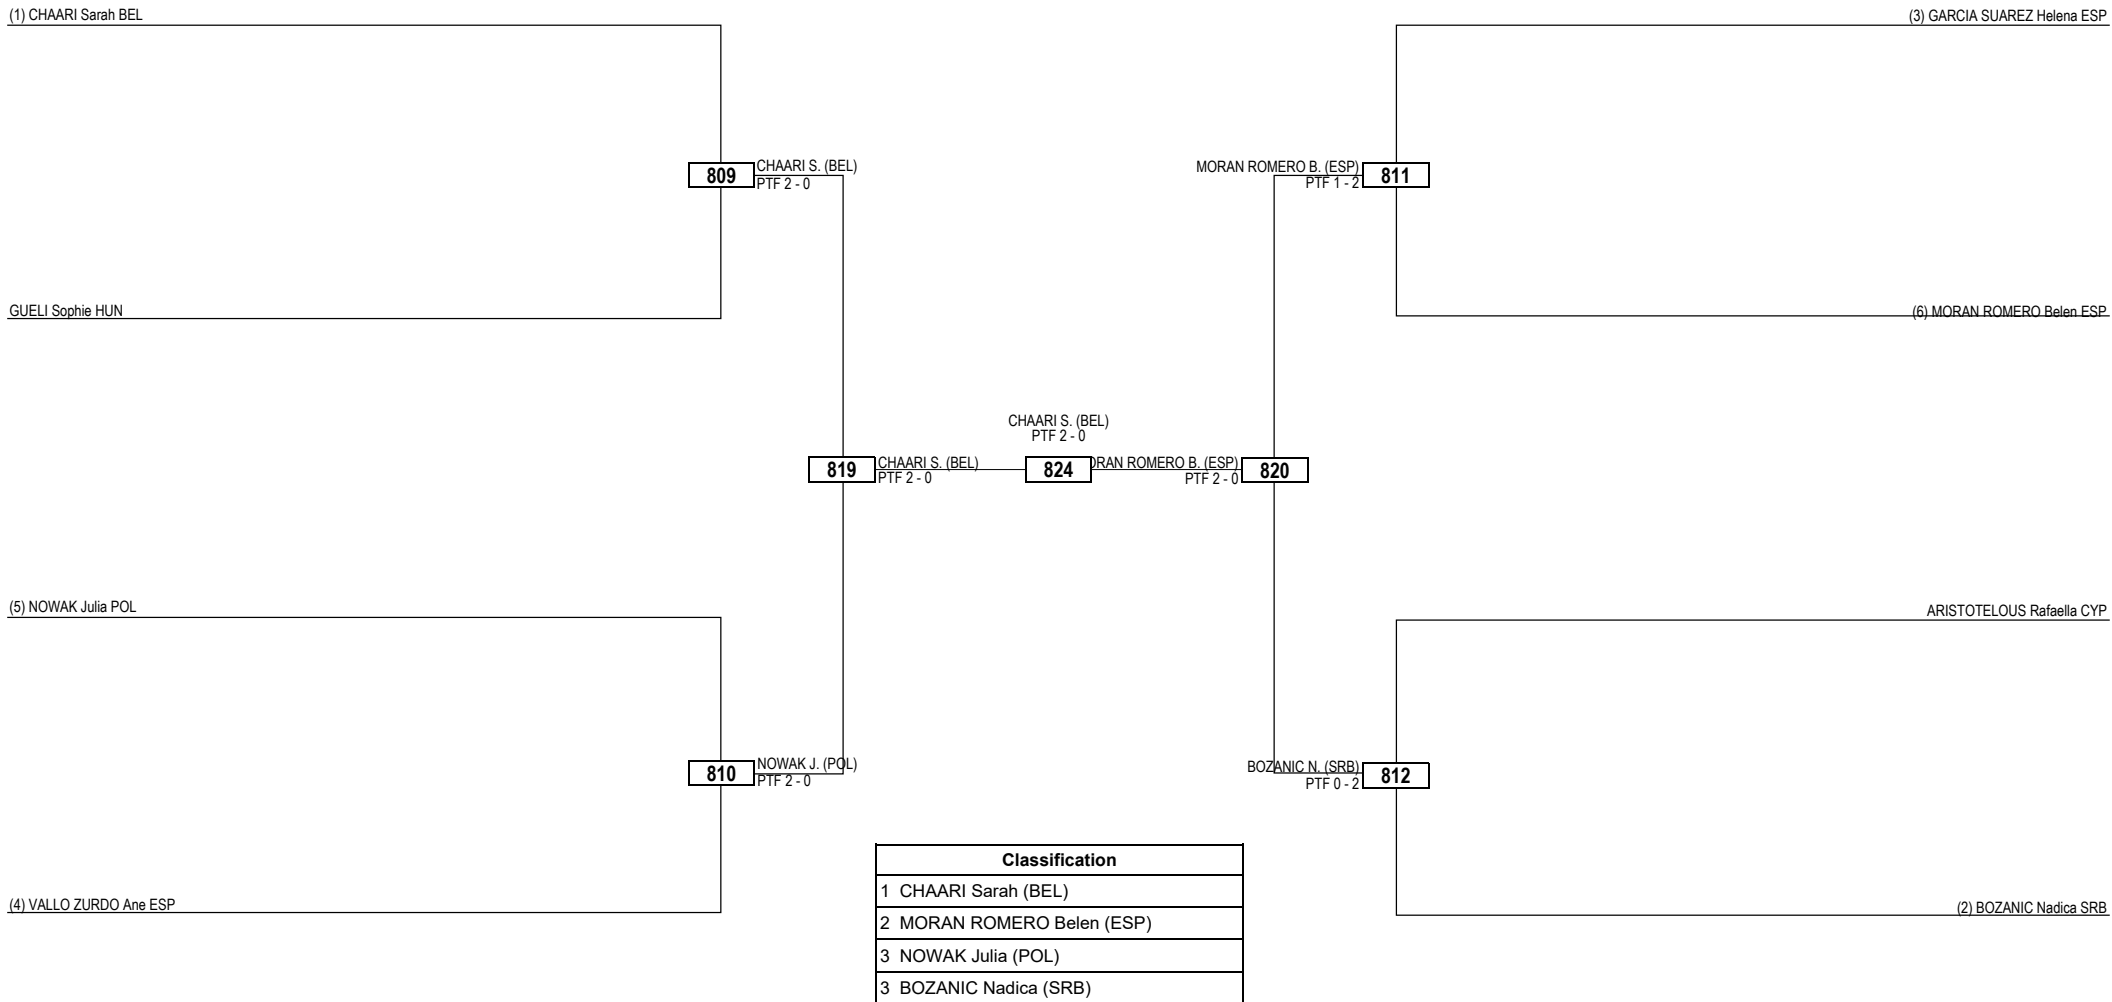 (1) CHAARI Sarah BEL
(3) GARCIA SUAREZ Helena ESP
809
CHAARI S. (BEL)
PTF 2 - 0
MORAN ROMERO B. (ESP)
PTF 1 - 2
811
GUELI Sophie HUN
(6) MORAN ROMERO Belen ESP
CHAARI S. (BEL)
PTF 2 - 0
819
CHAARI S. (BEL)
PTF 2 - 0
824
ORAN ROMERO B. (ESP)
PTF 2 - 0
820
(5) NOWAK Julia POL
ARISTOTELOUS Rafaella CYP
810
NOWAK J. (POL)
PTF 2 - 0
BOZANIC N. (SRB)
PTF 0 - 2
812
(4) VALLO ZURDO Ane ESP
(2) BOZANIC Nadica SRB
Classification
1 CHAARI Sarah (BEL)
2 MORAN ROMERO Belen (ESP)
3 NOWAK Julia (POL)
3 BOZANIC Nadica (SRB)